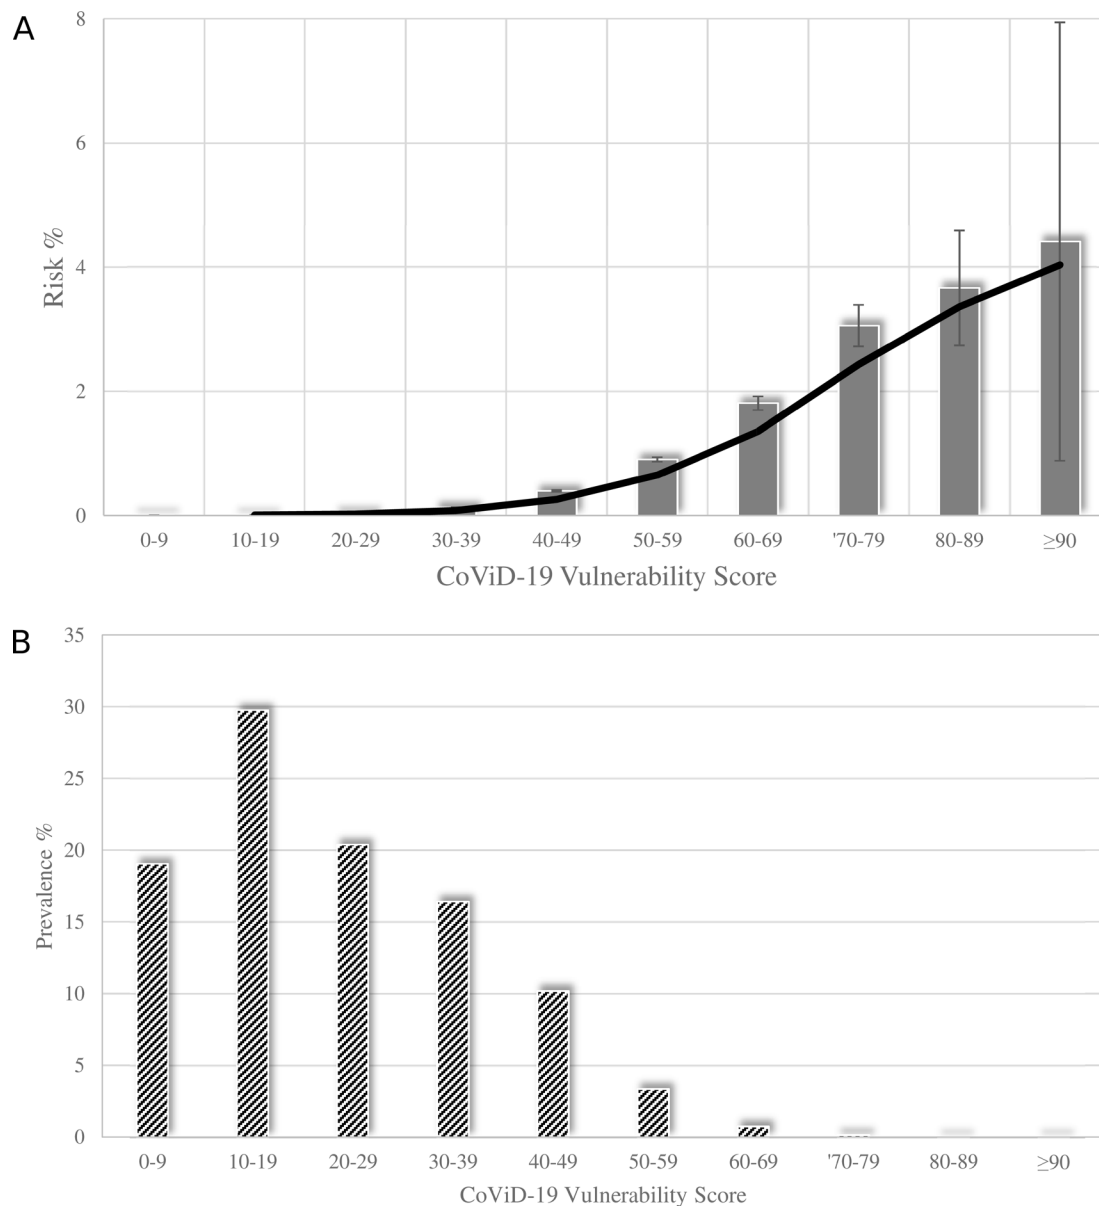 A
8
6
4
2
0
Risk %
0-9 10-19 20-29 30-39 40-49 50-59 60-69 '70-79 80-89 ≥90
CoViD-19 Vulnerability Score
B
35
30
25
20
15
10
5
0
Prevalence %
0-9 10-19 20-29 30-39 40-49 50-59 60-69 '70-79 80-89 ≥90
CoViD-19 Vulnerability Score